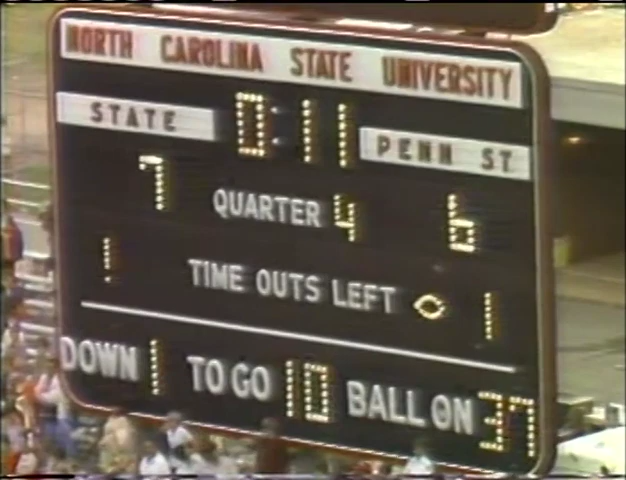 NORTH CAROLINA STATE UNIVERSITY
STATE 0:11 PENN ST
7 QUARTER 4 6
1 TIME OUTS LEFT 1
DOWN 1 TO GO 10 BALL ON 37